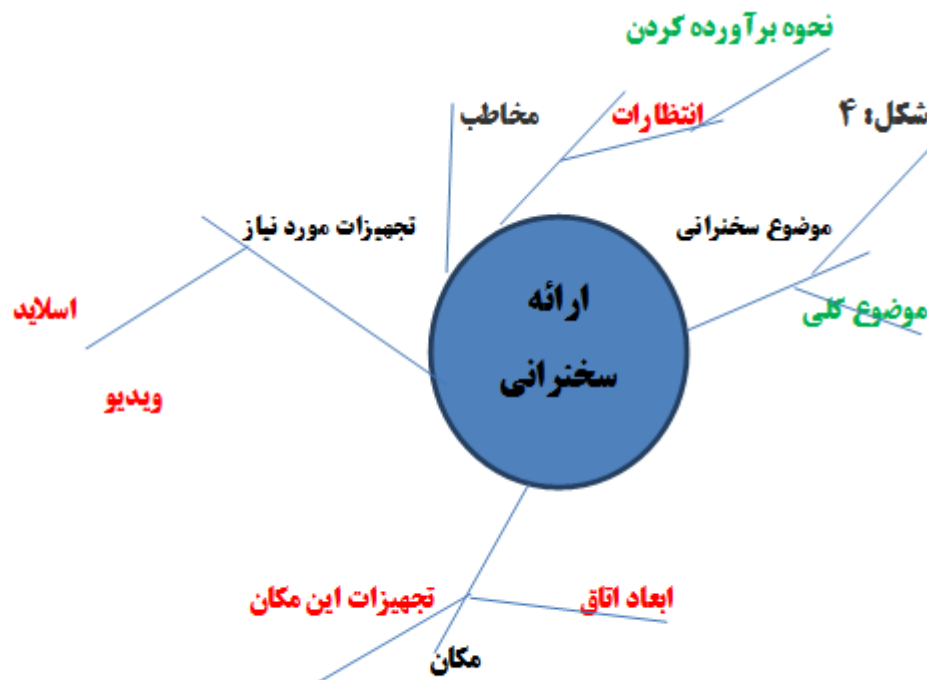 نحوه برآورده کردن
شکل: ۴
انتظارات
مخاطب
موضوع سخنرانی
تجهیزات مورد نیاز
ارائه
سخنرانی
موضوع کلی
اسلاید
ویدیو
ابعاد اتاق
تجهیزات این مکان
مکان